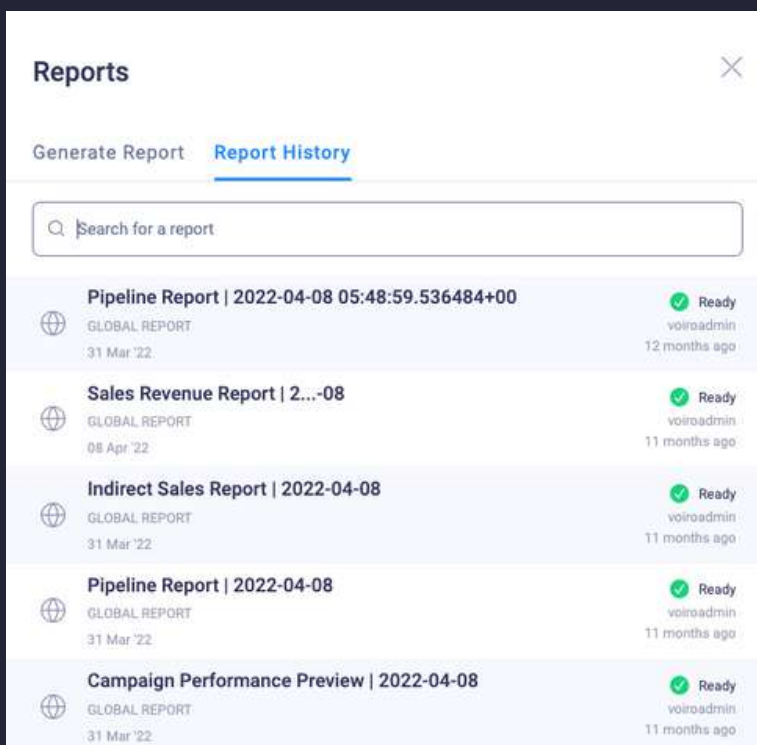 Reports
Generate Report Report History
Search for a report
Pipeline Report | 2022-04-08 05:48:59.536484+00
Ready
GLOBAL REPORT
voiroadmin
31 Mar '22
12 months ago
Sales Revenue Report | 2...-08
Ready
GLOBAL REPORT
voiroadmin
08 Apr '22
11 months ago
Indirect Sales Report | 2022-04-08
Ready
GLOBAL REPORT
voiroadmin
31 Mar '22
11 months ago
Pipeline Report | 2022-04-08
Ready
GLOBAL REPORT
voiroadmin
31 Mar '22
11 months ago
Campaign Performance Preview | 2022-04-08
Ready
GLOBAL REPORT
voiroadmin
31 Mar '22
11 months ago